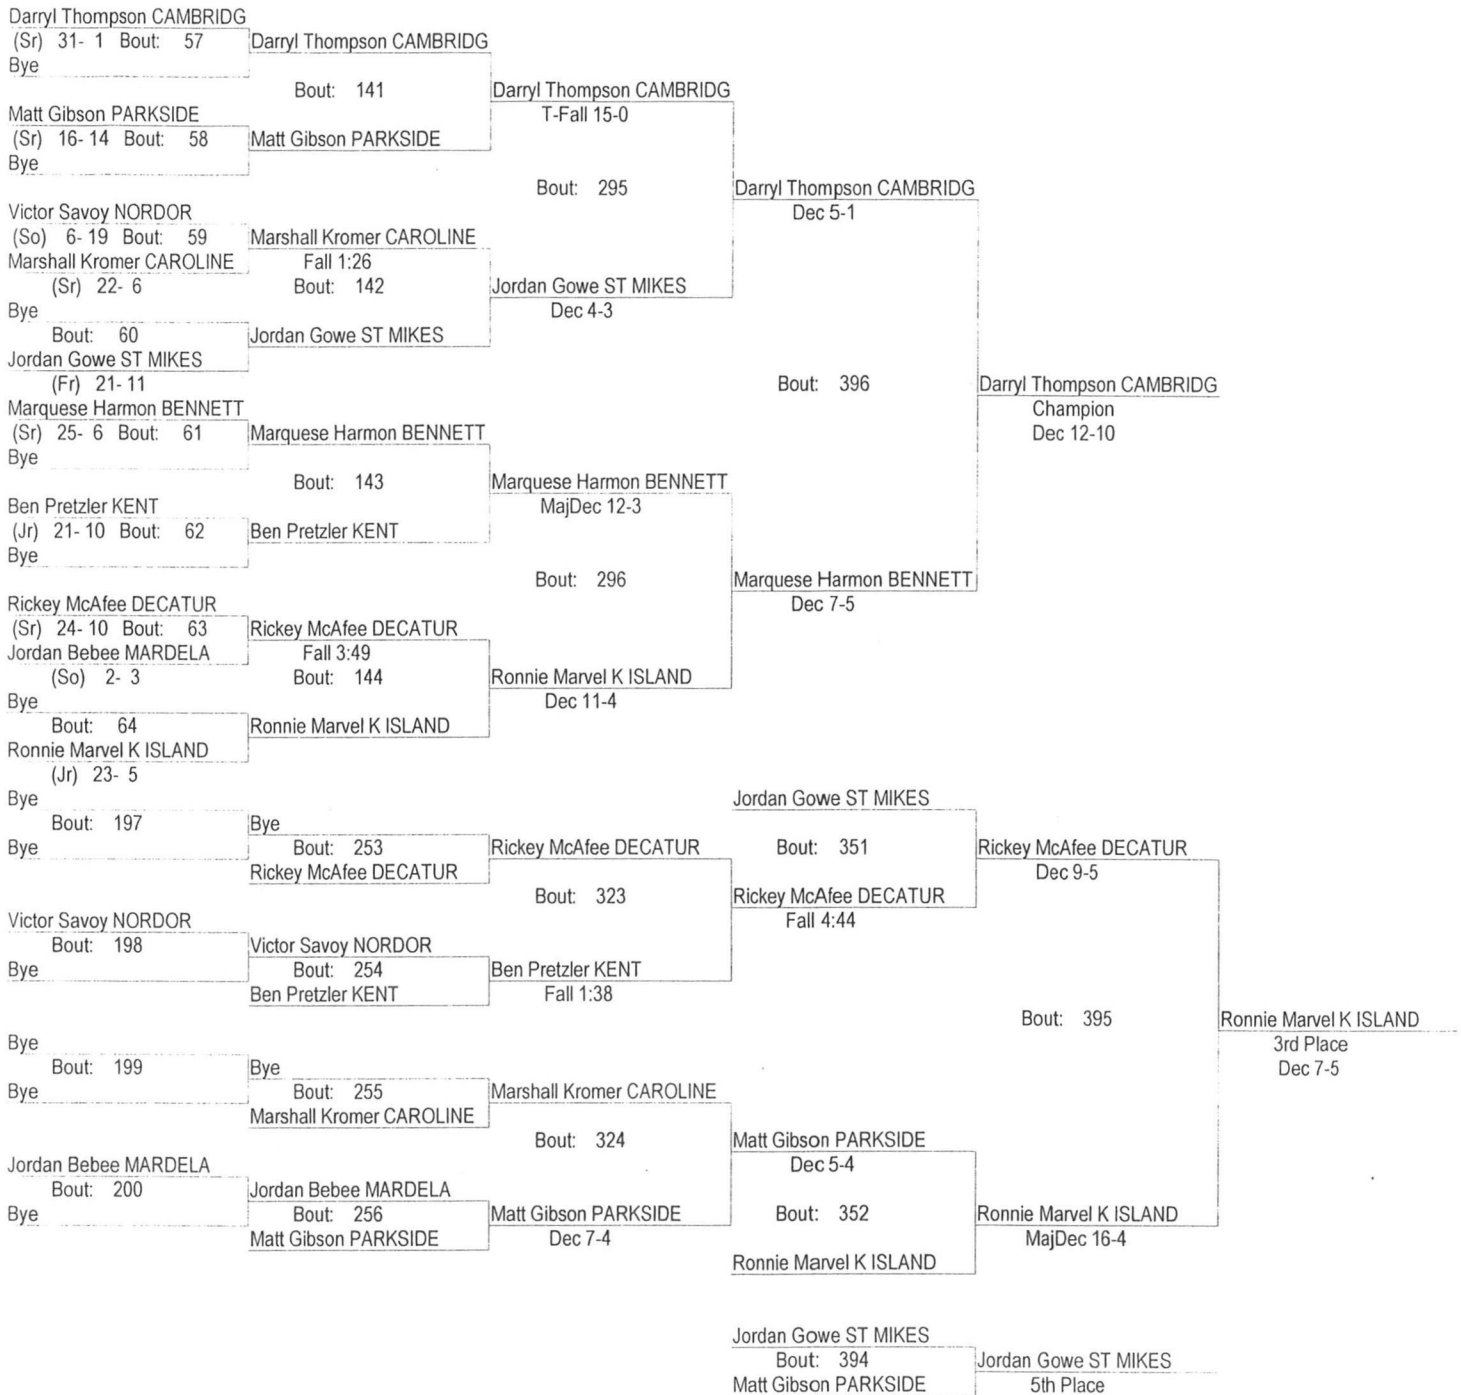 Darryl Thompson CAMBRIDG
(Sr) 31- 1 Bout: 57 Darryl Thompson CAMBRIDG
Bye
Bout: 141 Darryl Thompson CAMBRIDG
Matt Gibson PARKSIDE T-Fall 15-0
(Sr) 16- 14 Bout: 58 Matt Gibson PARKSIDE
Bye
Bout: 295 Darryl Thompson CAMBRIDG
Victor Savoy NORDOR Dec 5-1
(So) 6- 19 Bout: 59 Marshall Kromer CAROLINE
Marshall Kromer CAROLINE Fall 1:26
(Sr) 22- 6 Bout: 142 Jordan Gowe ST MIKES
Bye Dec 4-3
Bout: 60 Jordan Gowe ST MIKES
Jordan Gowe ST MIKES
(Fr) 21- 11 Bout: 396 Darryl Thompson CAMBRIDG
Marquese Harmon BENNETT Champion
(Sr) 25- 6 Bout: 61 Marquese Harmon BENNETT Dec 12-10
Bye
Bout: 143 Marquese Harmon BENNETT
Ben Pretzler KENT MajDec 12-3
(Jr) 21- 10 Bout: 62 Ben Pretzler KENT
Bye
Bout: 296 Marquese Harmon BENNETT
Rickey McAfee DECATUR Dec 7-5
(Sr) 24- 10 Bout: 63 Rickey McAfee DECATUR
Jordan Bebee MARDELA Fall 3:49
(So) 2- 3 Bout: 144 Ronnie Marvel K ISLAND
Bye Dec 11-4
Bout: 64 Ronnie Marvel K ISLAND
Ronnie Marvel K ISLAND
(Jr) 23- 5
Bye Jordan Gowe ST MIKES
Bout: 197 Bye
Bye Bout: 253 Rickey McAfee DECATUR Bout: 351 Rickey McAfee DECATUR
Rickey McAfee DECATUR Dec 9-5
Bout: 323 Rickey McAfee DECATUR
Victor Savoy NORDOR Fall 4:44
Bout: 198 Victor Savoy NORDOR
Bye Bout: 254 Ben Pretzler KENT
Ben Pretzler KENT Fall 1:38
Bout: 395 Ronnie Marvel K ISLAND
Bye 3rd Place
Bout: 199 Bye Dec 7-5
Bye Bout: 255 Marshall Kromer CAROLINE
Marshall Kromer CAROLINE
Bout: 324 Matt Gibson PARKSIDE
Jordan Bebee MARDELA Dec 5-4
Bout: 200 Jordan Bebee MARDELA
Bye Bout: 256 Matt Gibson PARKSIDE Bout: 352 Ronnie Marvel K ISLAND
Matt Gibson PARKSIDE Dec 7-4 MajDec 16-4
Ronnie Marvel K ISLAND
Jordan Gowe ST MIKES
Bout: 394 Jordan Gowe ST MIKES
Matt Gibson PARKSIDE 5th Place